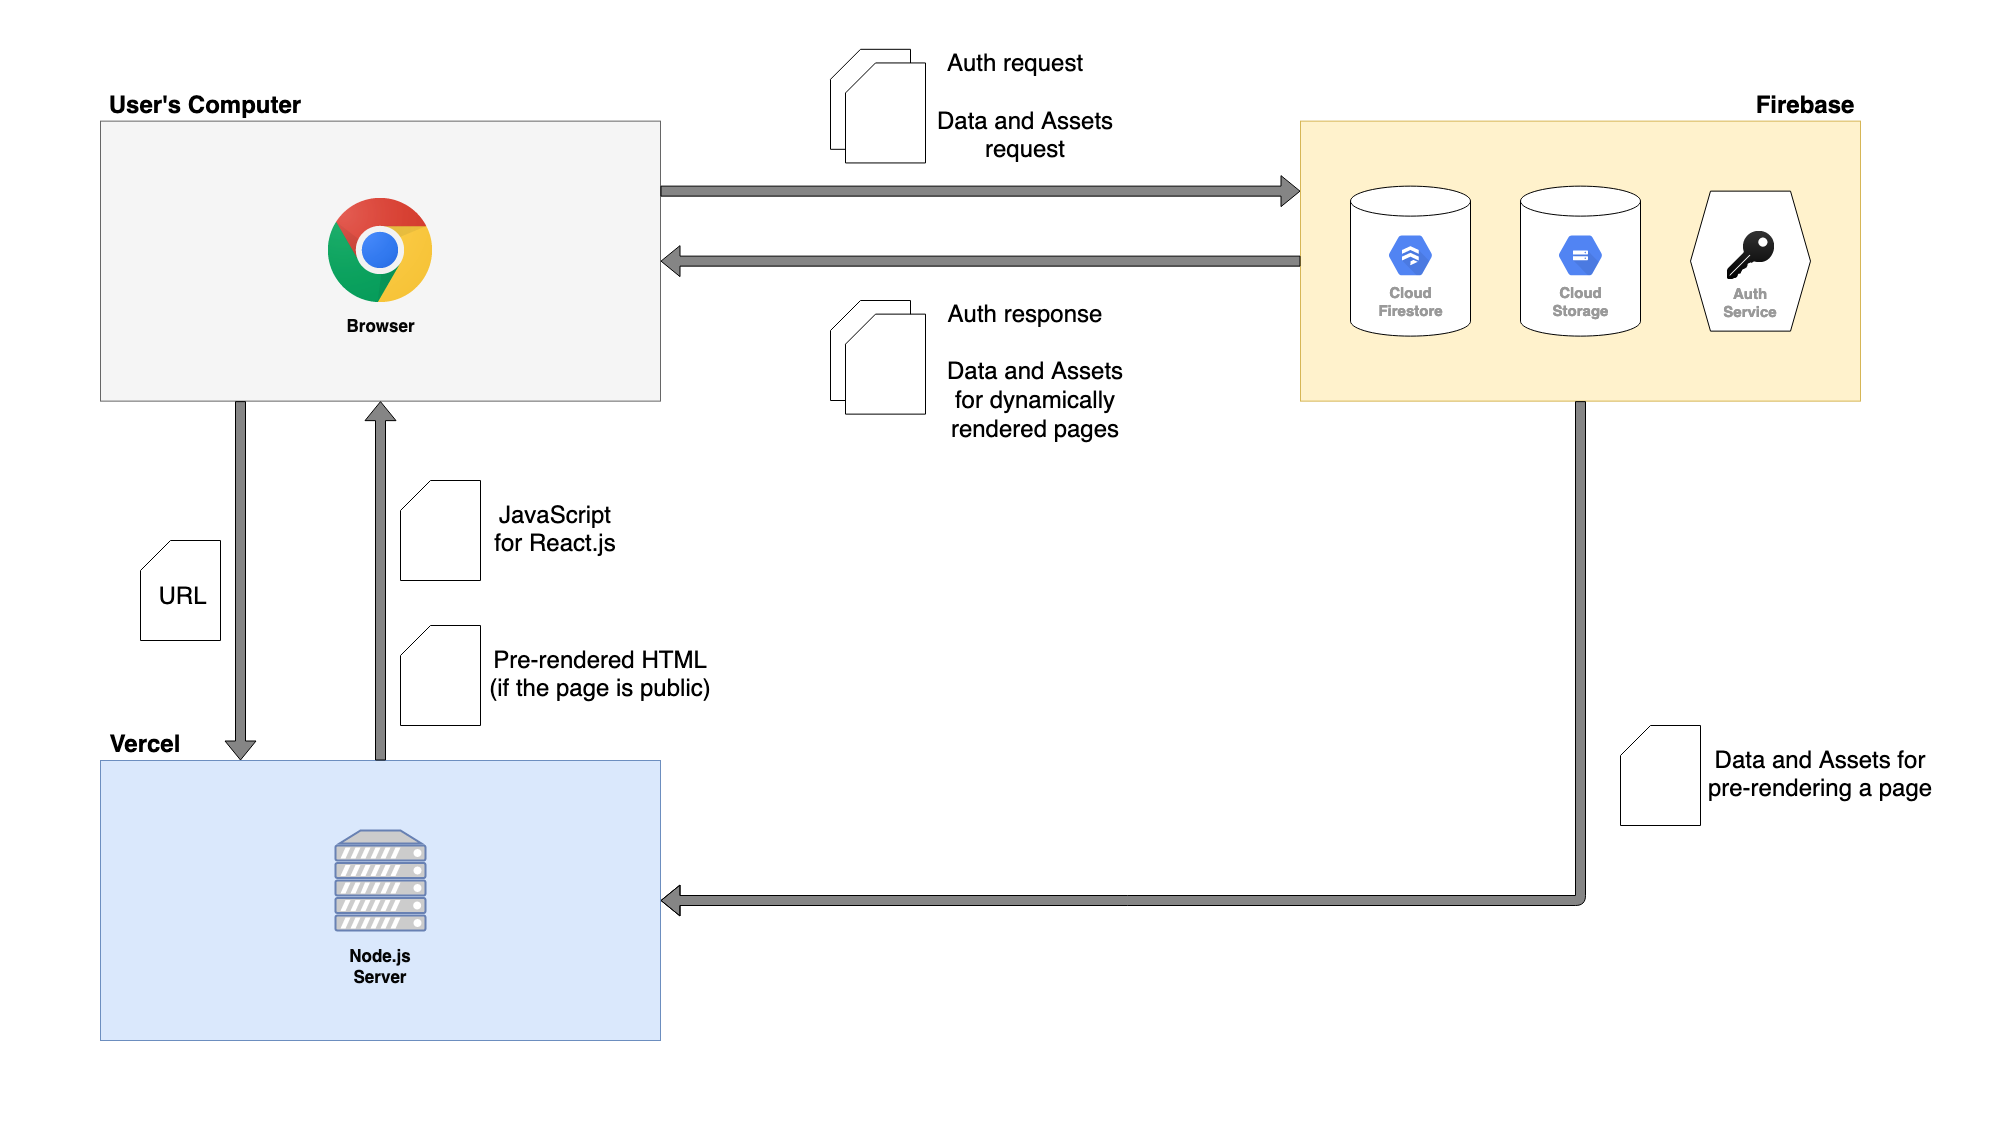 Auth request
Data and Assets
request
User's Computer
Firebase
Browser
Cloud
Firestore
Cloud
Storage
Auth
Service
Auth response
Data and Assets
for dynamically
rendered pages
URL
JavaScript
for React.js
Pre-rendered HTML
(if the page is public)
Vercel
Data and Assets for
pre-rendering a page
Node.js
Server